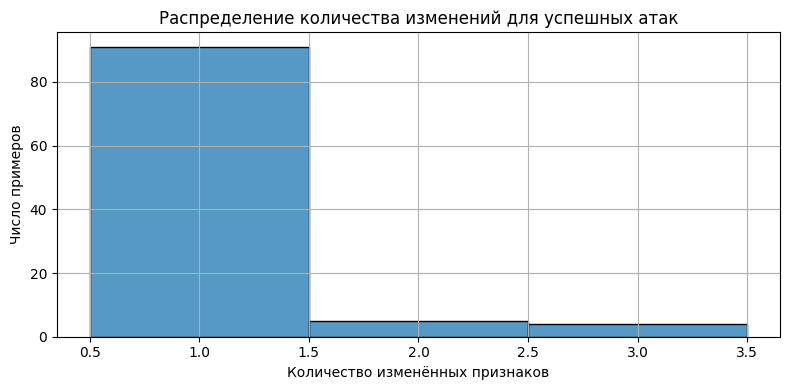 Распределение количества изменений для успешных атак
Число примеров
80
60
40
20
0
0.5 1.0 1.5 2.0 2.5 3.0 3.5
Количество изменённых признаков